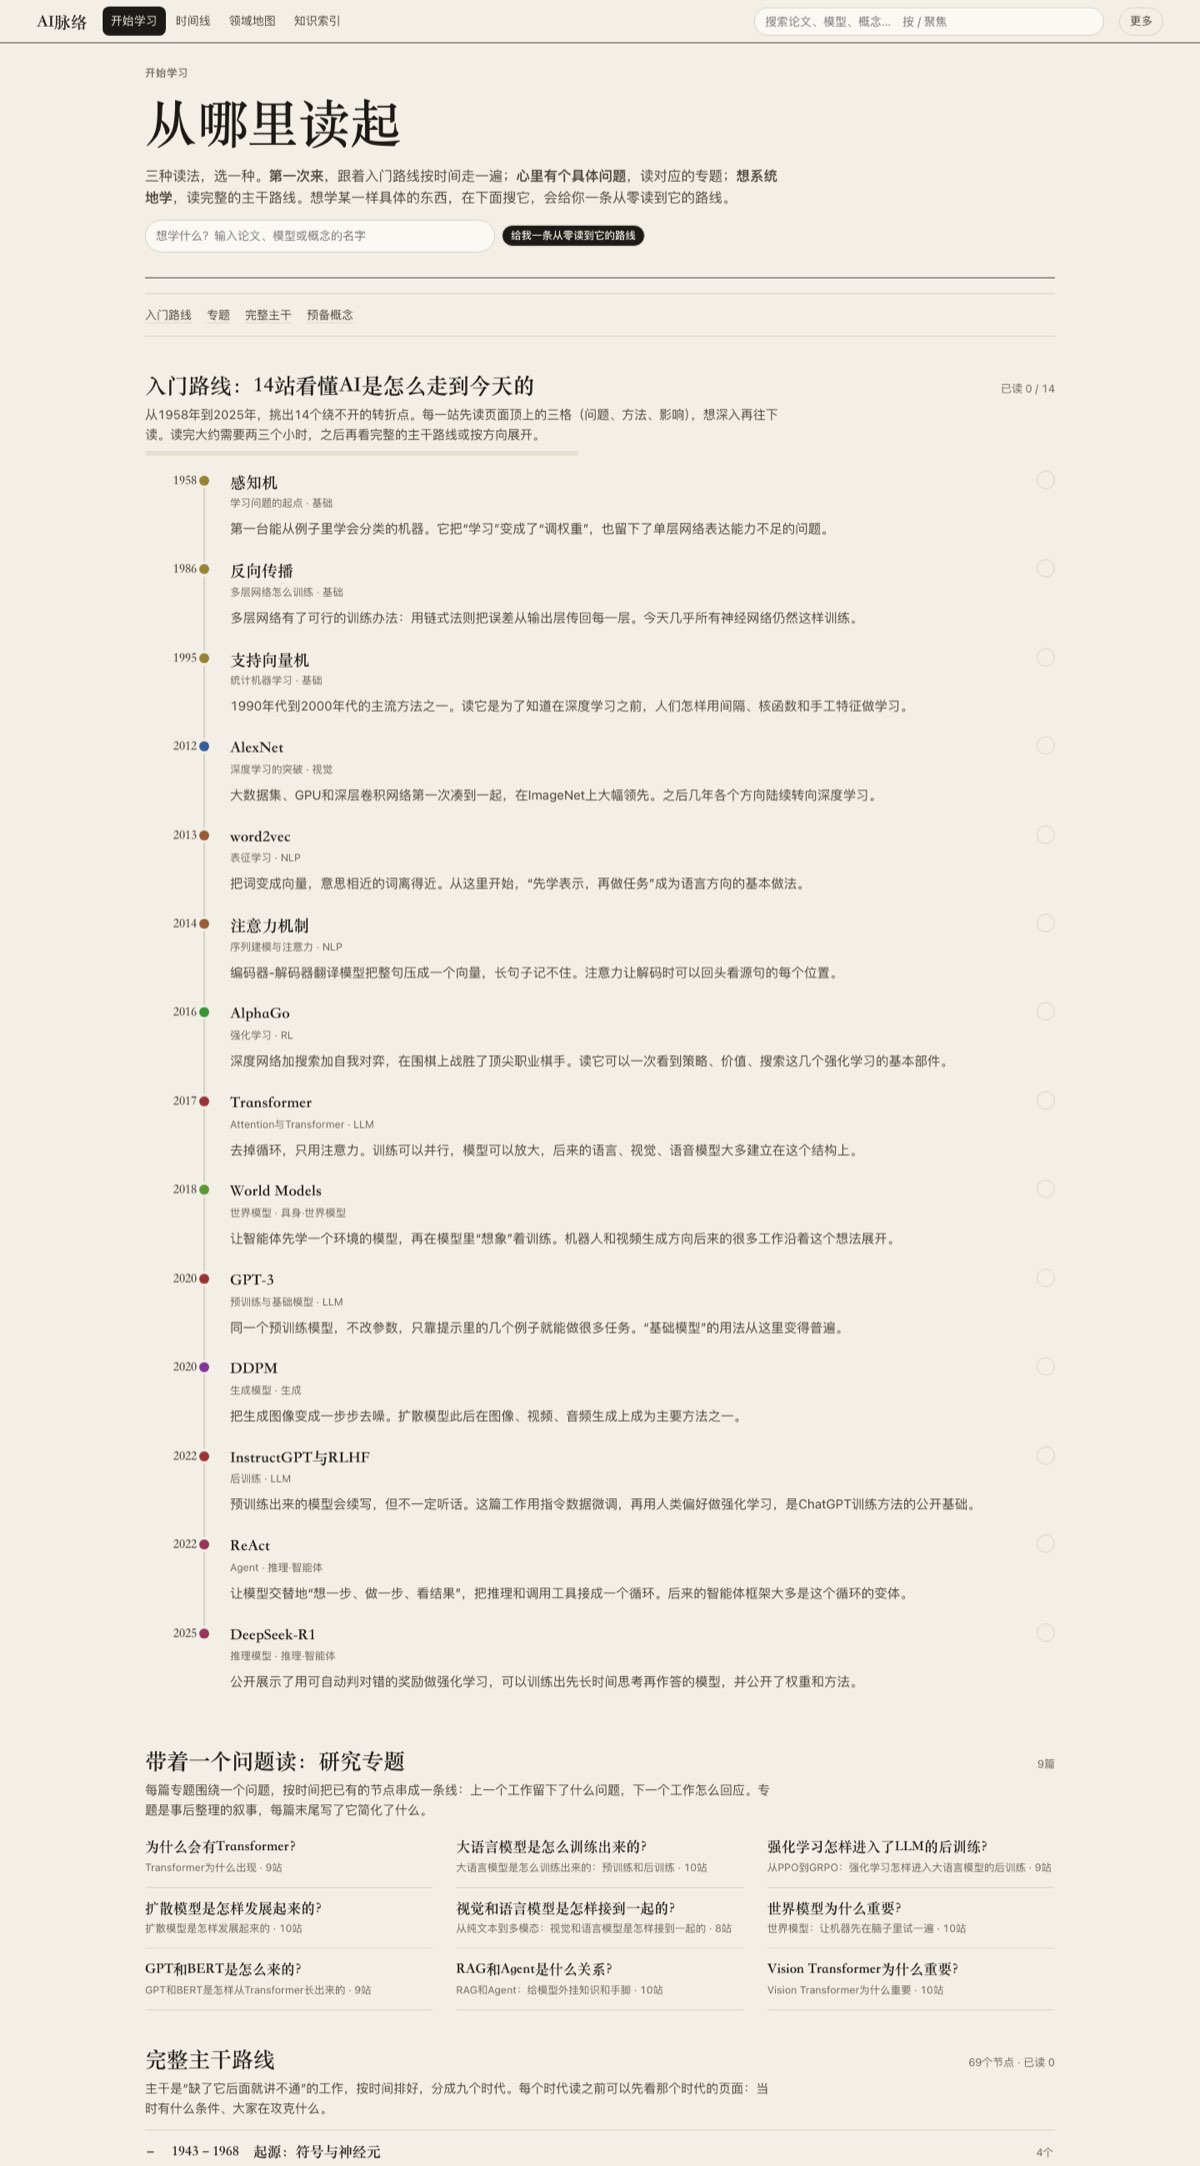 AI脉络 开始学习 时间线 领域地图 知识索引 搜索论文、模型、概念… 按 / 聚焦 更多
开始学习
从哪里读起
三种读法，选一种。第一次来，跟着入门路线按时间走一遍；心里有个具体问题，读对应的专题；想系统
地学，读完整的主干路线。想学某一样具体的东西，在下面搜它，会给你一条从零读到它的路线。
想学什么？输入论文、模型或概念的名字 给我一条从零读到它的路线
入门路线 专题 完整主干 预备概念
入门路线：14站看懂AI是怎么走到今天的 已读 0 / 14
从1958年到2025年，挑出14个绕不开的转折点。每一站先读页面顶上的三格（问题、方法、影响），想深入再往下
读。读完大约需要两三个小时，之后再看完整的主干路线或按方向展开。
1958 感知机
学习问题的起点 · 基础
第一台能从例子里学会分类的机器。它把“学习”变成了“调权重”，也留下了单层网络表达能力不足的问题。
1986 反向传播
多层网络怎么训练 · 基础
多层网络有了可行的训练办法：用链式法则把误差从输出层传回每一层。今天几乎所有神经网络仍然这样训练。
1995 支持向量机
统计机器学习 · 基础
1990年代到2000年代的主流方法之一。读它是为了知道在深度学习之前，人们怎样用间隔、核函数和手工特征做学习。
2012 AlexNet
深度学习的突破 · 视觉
大数据集、GPU和深层卷积网络第一次凑到一起，在ImageNet上大幅领先。之后几年各个方向陆续转向深度学习。
2013 word2vec
表征学习 · NLP
把词变成向量，意思相近的词离得近。从这里开始，“先学表示，再做任务”成为语言方向的基本做法。
2014 注意力机制
序列建模与注意力 · NLP
编码器-解码器翻译模型把整句压成一个向量，长句子记不住。注意力让解码时可以回头看源句的每个位置。
2016 AlphaGo
强化学习 · RL
深度网络加搜索加自我对弈，在围棋上战胜了顶尖职业棋手。读它可以一次看到策略、价值、搜索这几个强化学习的基本部件。
2017 Transformer
Attention与Transformer · LLM
去掉循环，只用注意力。训练可以并行，模型可以放大，后来的语言、视觉、语音模型大多建立在这个结构上。
2018 World Models
世界模型 · 具身·世界模型
让智能体先学一个环境的模型，再在模型里“想象”着训练。机器人和视频生成方向后来的很多工作沿着这个想法展开。
2020 GPT-3
预训练与基础模型 · LLM
同一个预训练模型，不改参数，只靠提示里的几个例子就能做很多任务。“基础模型”的用法从这里变得普遍。
2020 DDPM
生成模型 · 生成
把生成图像变成一步步去噪。扩散模型此后在图像、视频、音频生成上成为主要方法之一。
2022 InstructGPT与RLHF
后训练 · LLM
预训练出来的模型会续写，但不一定听话。这篇工作用指令数据微调，再用人类偏好做强化学习，是ChatGPT训练方法的公开基础。
2022 ReAct
Agent · 推理·智能体
让模型交替地“想一步、做一步、看结果”，把推理和调用工具接成一个循环。后来的智能体框架大多是这个循环的变体。
2025 DeepSeek-R1
推理模型 · 推理·智能体
公开展示了用可自动判对错的奖励做强化学习，可以训练出先长时间思考再作答的模型，并公开了权重和方法。
带着一个问题读：研究专题 9篇
每篇专题围绕一个问题，按时间把已有的节点串成一条线：上一个工作留下了什么问题，下一个工作怎么回应。专
题是事后整理的叙事，每篇末尾写了它简化了什么。
为什么会有Transformer? 大语言模型是怎么训练出来的? 强化学习怎样进入了LLM的后训练?
Transformer为什么出现 · 9站 大语言模型是怎么训练出来的：预训练和后训练 · 10站 从PPO到GRPO：强化学习怎样进入大语言模型的后训练 · 9站
扩散模型是怎样发展起来的? 视觉和语言模型是怎样接到一起的? 世界模型为什么重要?
扩散模型是怎样发展起来的 · 10站 从纯文本到多模态：视觉和语言模型是怎样接到一起的 · 8站 世界模型：让机器先在脑子里试一遍 · 10站
GPT和BERT是怎么来的? RAG和Agent是什么关系? Vision Transformer为什么重要?
GPT和BERT是怎样从Transformer长出来的 · 9站 RAG和Agent：给模型外挂知识和手脚 · 10站 Vision Transformer为什么重要 · 10站
完整主干路线 69个节点 · 已读 0
主干是“缺了它后面就讲不通”的工作，按时间排好，分成九个时代。每个时代读之前可以先看那个时代的页面：当
时有什么条件、大家在攻克什么。
– 1943 – 1968 起源：符号与神经元 4个